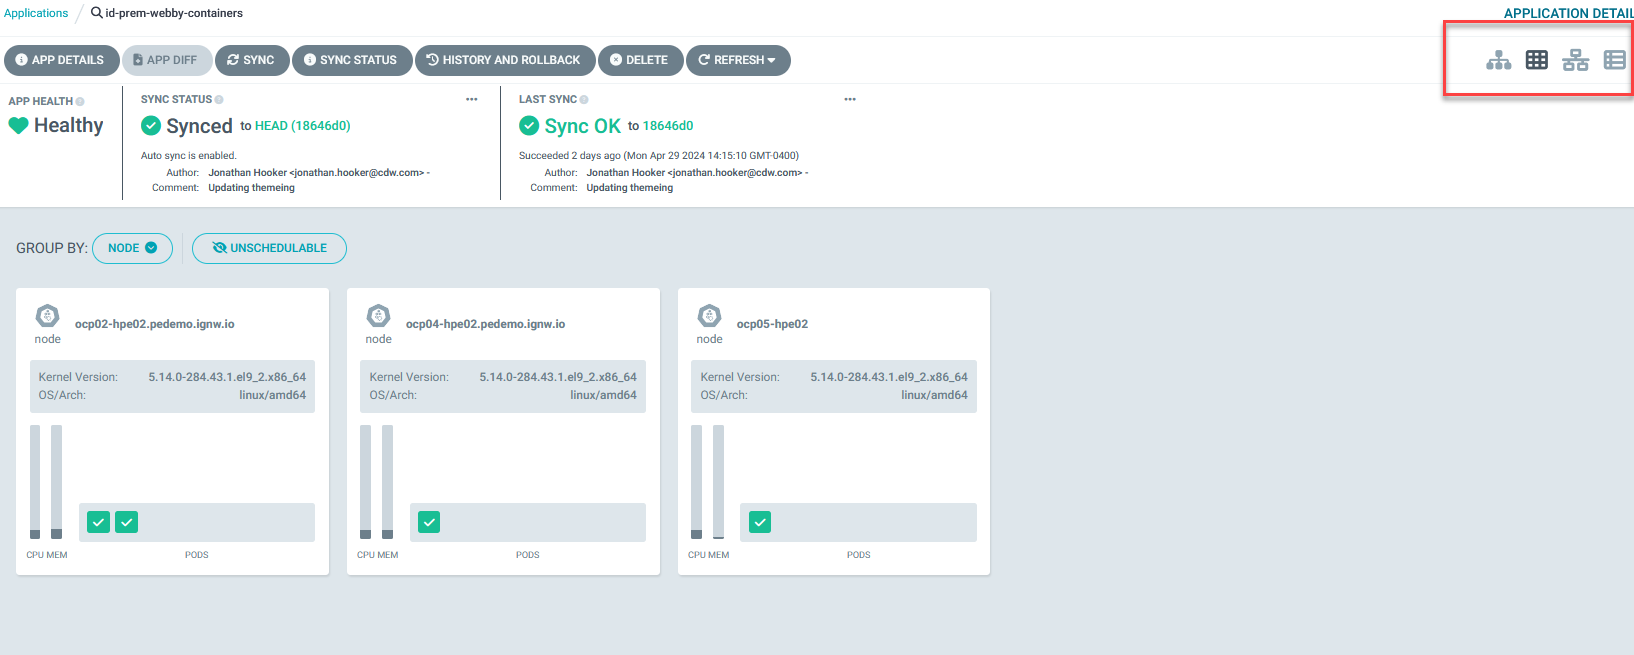 Applications / id-prem-webby-containers
APPLICATION DETAIL
APP DETAILS APP DIFF SYNC SYNC STATUS HISTORY AND ROLLBACK DELETE REFRESH
APP HEALTH
Healthy
SYNC STATUS
Synced to HEAD (18646d0)
Auto sync is enabled.
Author: Jonathan Hooker <jonathan.hooker@cdw.com> -
Comment: Updating themeing
LAST SYNC
Sync OK to 18646d0
Succeeded 2 days ago (Mon Apr 29 2024 14:15:10 GMT-0400)
Author: Jonathan Hooker <jonathan.hooker@cdw.com> -
Comment: Updating themeing
GROUP BY: NODE UNSCHEDULABLE
node
ocp02-hpe02.pedemo.ignw.io
Kernel Version: 5.14.0-284.43.1.el9_2.x86_64
OS/Arch: linux/amd64
CPU MEM PODS
node
ocp04-hpe02.pedemo.ignw.io
Kernel Version: 5.14.0-284.43.1.el9_2.x86_64
OS/Arch: linux/amd64
CPU MEM PODS
node
ocp05-hpe02
Kernel Version: 5.14.0-284.43.1.el9_2.x86_64
OS/Arch: linux/amd64
CPU MEM PODS